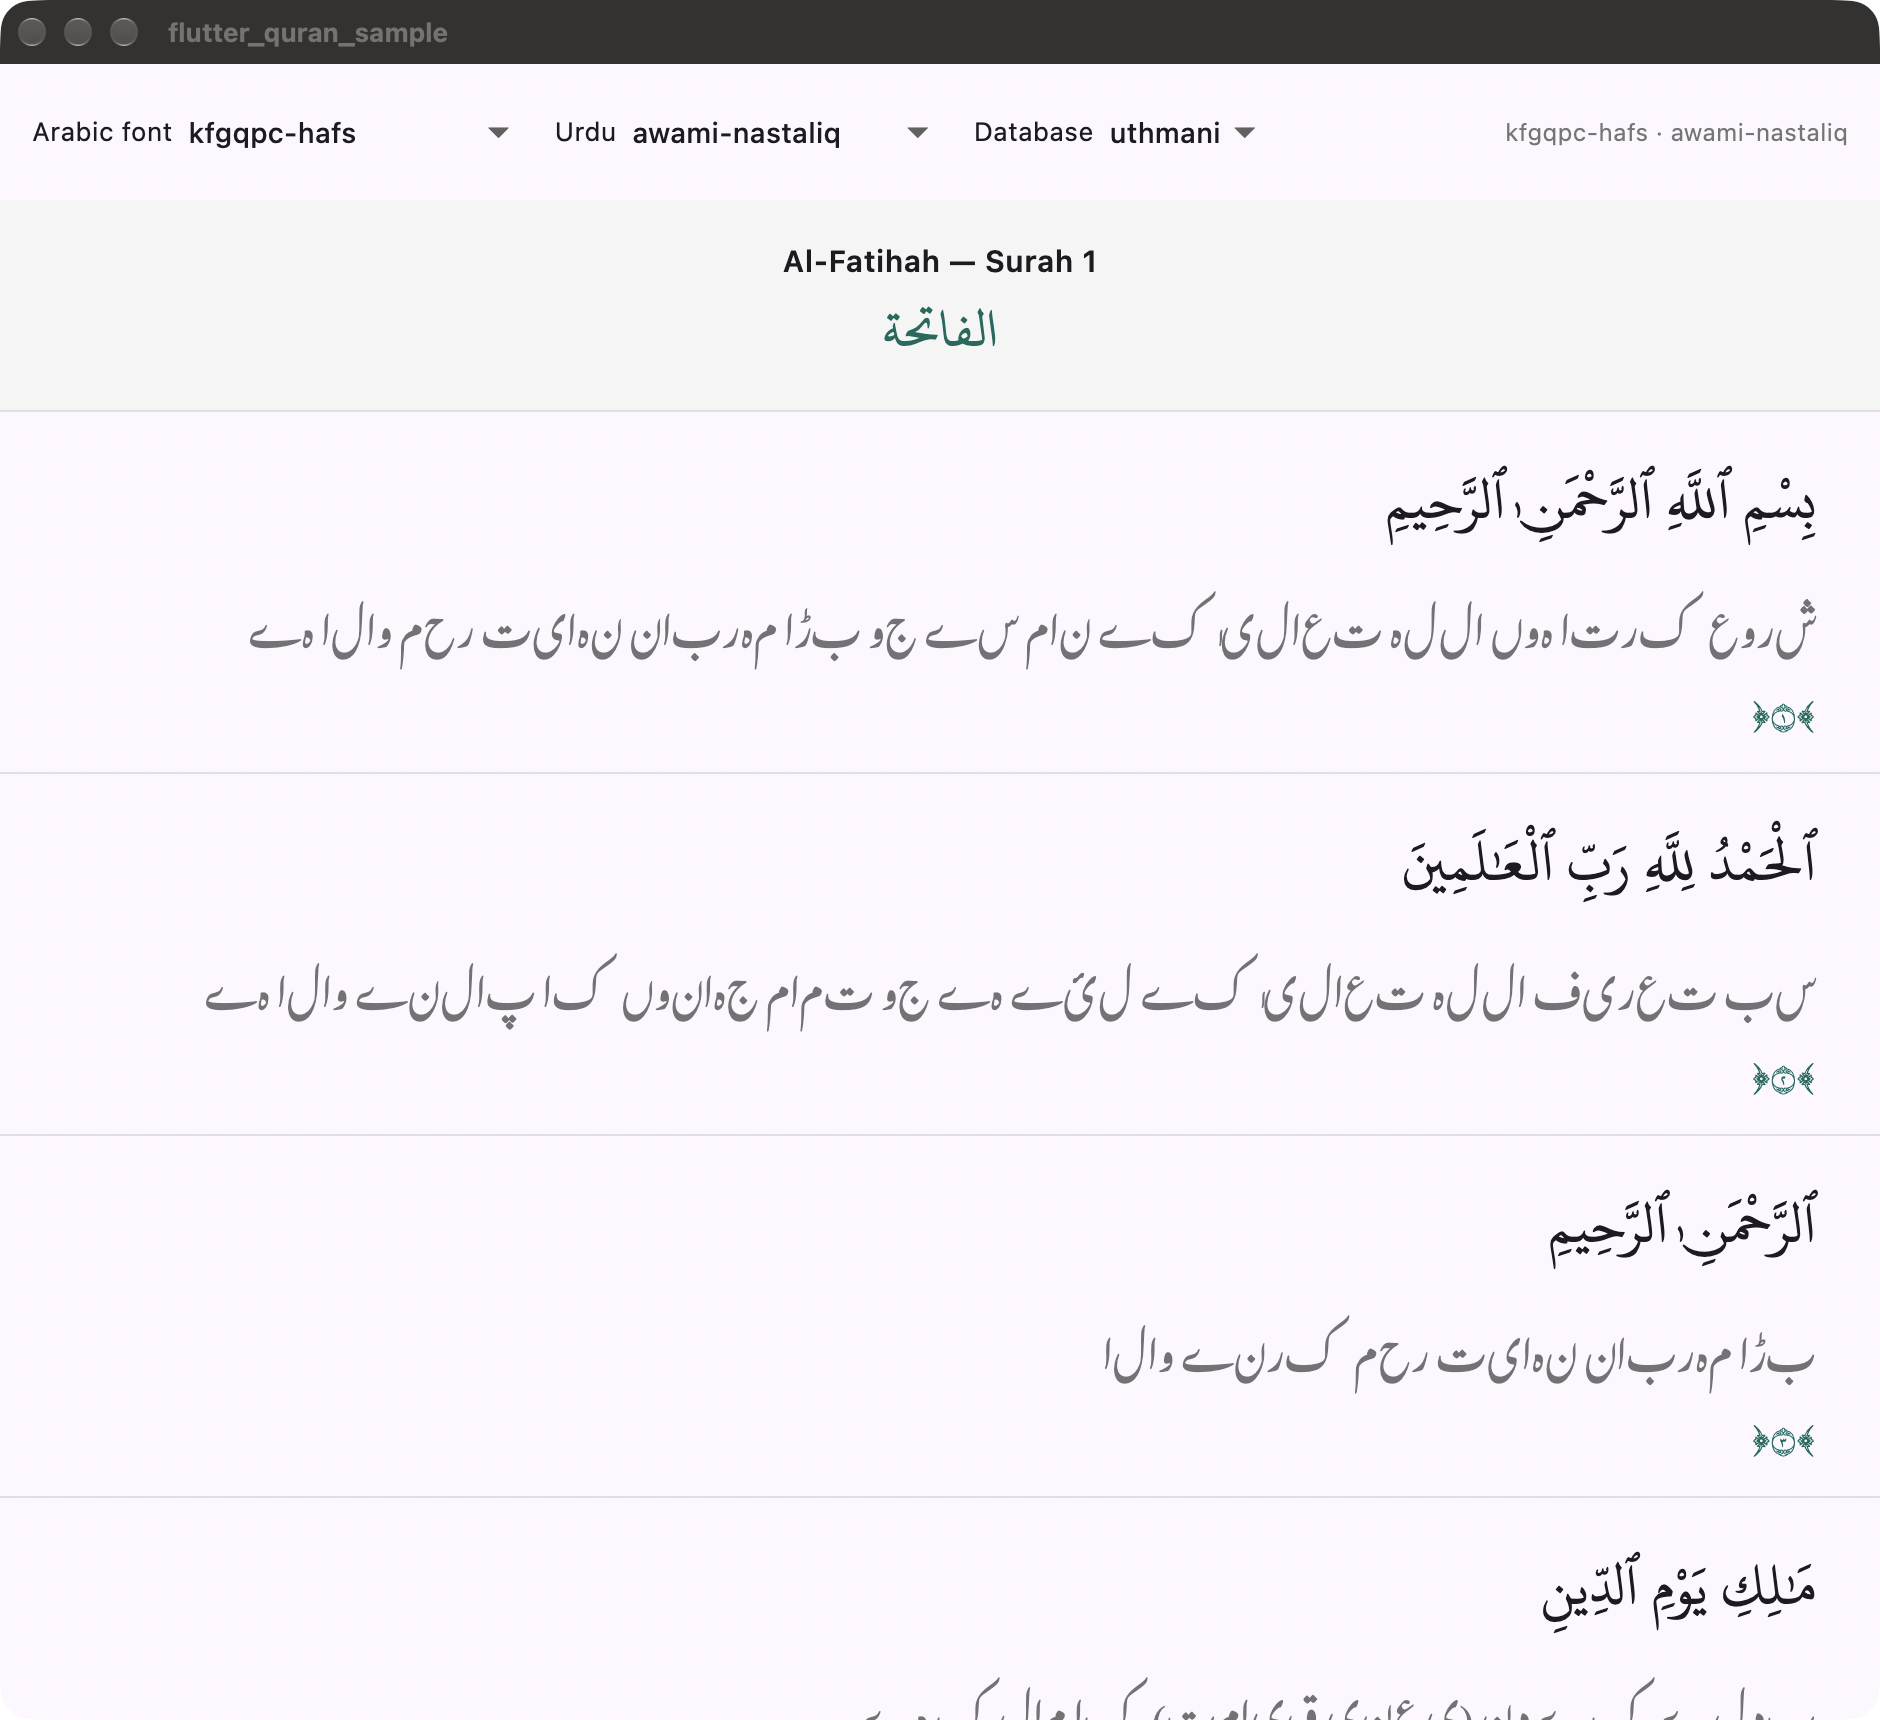 flutter_quran_sample
Arabic font kfgqpc-hafs Urdu awami-nastaliq Database uthmani kfgqpc-hafs · awami-nastaliq
Al-Fatihah — Surah 1
الفاتحة
بِسْمِ ٱللَّهِ ٱلرَّحْمَنِٰ ٱلرَّحِيمِ
شروع کرتا ہوں اللہ تعالیٰ کے نام سے جو بڑا مہربان نہایت رحم والا ہے
﴿١﴾
ٱلْحَمْدُ لِلَّهِ رَبِّ ٱلْعَٰلَمِينَ
سب تعریف اللہ تعالیٰ کے لئے ہے جو تمام جہانوں کا پالنے والا ہے
﴿٢﴾
ٱلرَّحْمَنِٰ ٱلرَّحِيمِ
بڑا مہربان نہایت رحم کرنے والا
﴿٣﴾
مَٰلِكِ يَوْمِ ٱلدِّينِ